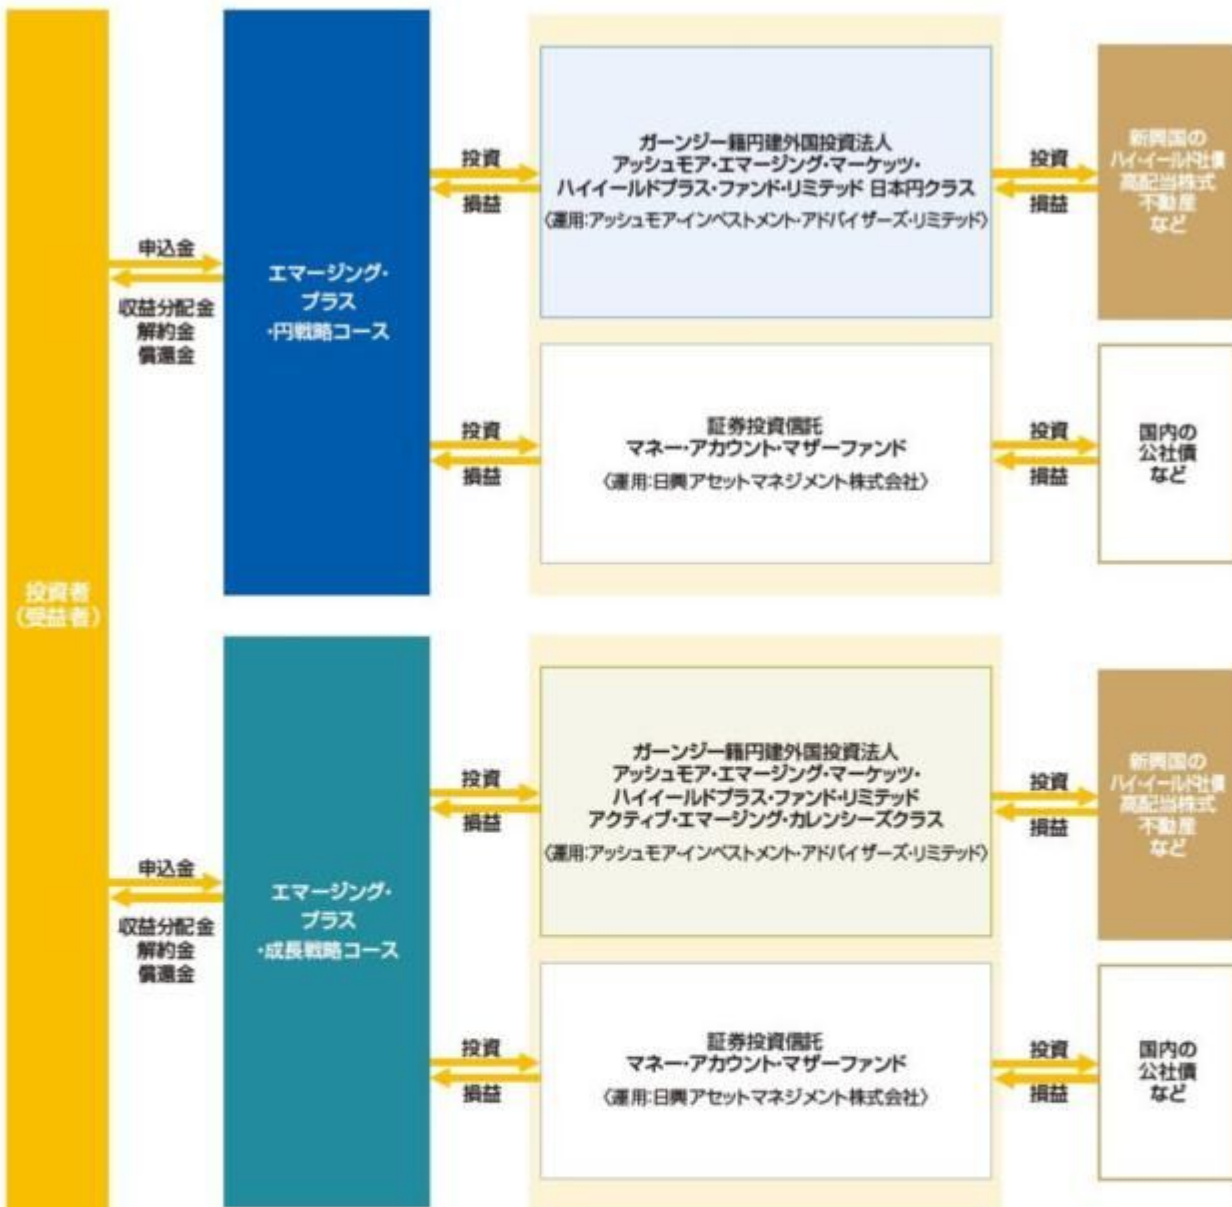 投資者
(受益者)
申込金
収益分配金
解約金
償還金
エマージング・
プラス
・円戦略コース
投資
損益
ガーンジー籍円建外国投資法人
アッシュモア・エマージング・マーケッツ・
ハイイールドプラス・ファンド・リミテッド 日本円クラス
〈運用:アッシュモア・インベストメント・アドバイザーズ・リミテッド〉
投資
損益
新興国の
ハイ・イールド社債
高配当株式
不動産
など
投資
損益
証券投資信託
マネー・アカウント・マザーファンド
〈運用:日興アセットマネジメント株式会社〉
投資
損益
国内の
公社債
など
申込金
収益分配金
解約金
償還金
エマージング・
プラス
・成長戦略コース
投資
損益
ガーンジー籍円建外国投資法人
アッシュモア・エマージング・マーケッツ・
ハイイールドプラス・ファンド・リミテッド
アクティブ・エマージング・カレンシーズクラス
〈運用:アッシュモア・インベストメント・アドバイザーズ・リミテッド〉
投資
損益
新興国の
ハイ・イールド社債
高配当株式
不動産
など
投資
損益
証券投資信託
マネー・アカウント・マザーファンド
〈運用:日興アセットマネジメント株式会社〉
投資
損益
国内の
公社債
など